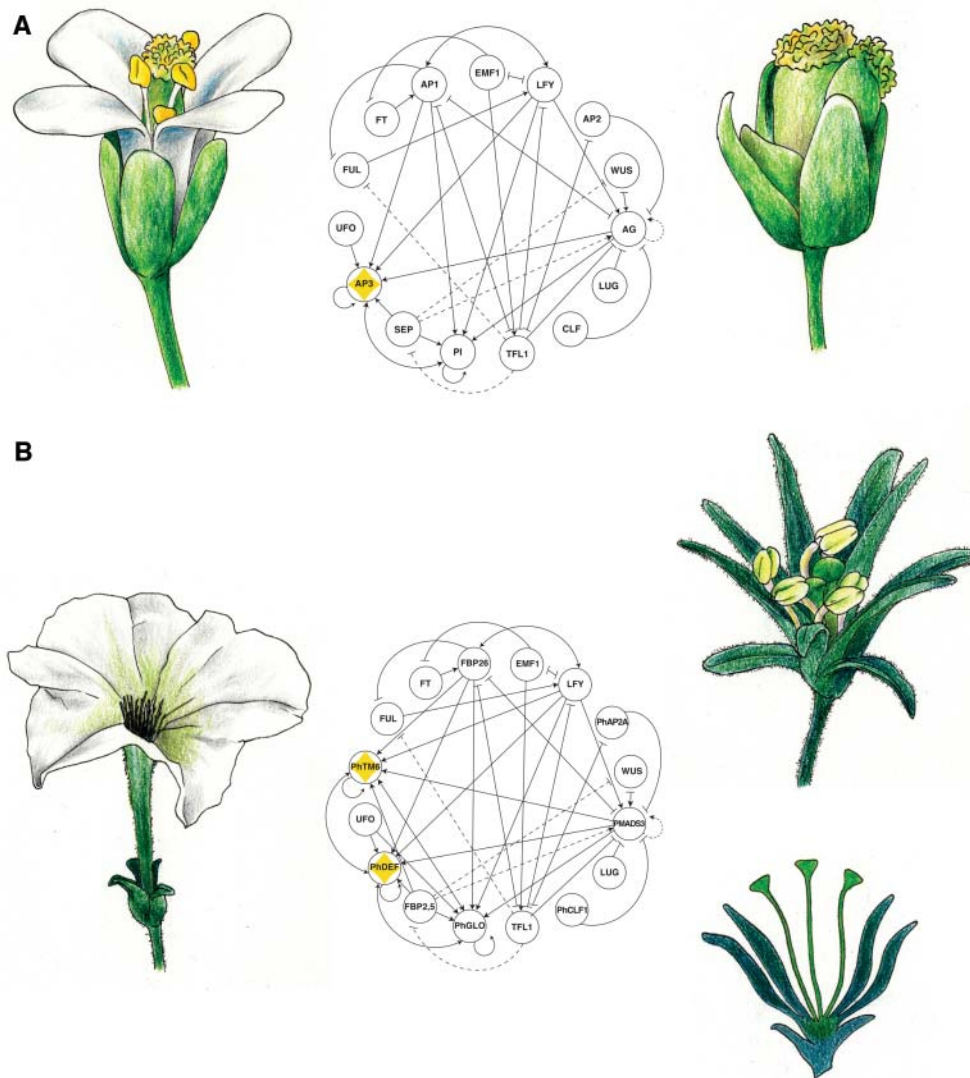 A
AP1
EMF1
LFY
FT
AP2
FUL
WUS
UFO
AG
AP3
LUG
SEP
CLF
PI
TFL1
B
FBP26
EMF1
LFY
FT
FUL
PhAP2A
PhTM6
WUS
UFO
PMADS3
PhDEF
LUG
FBP2,5
PhCLF1
PhGLO
TFL1